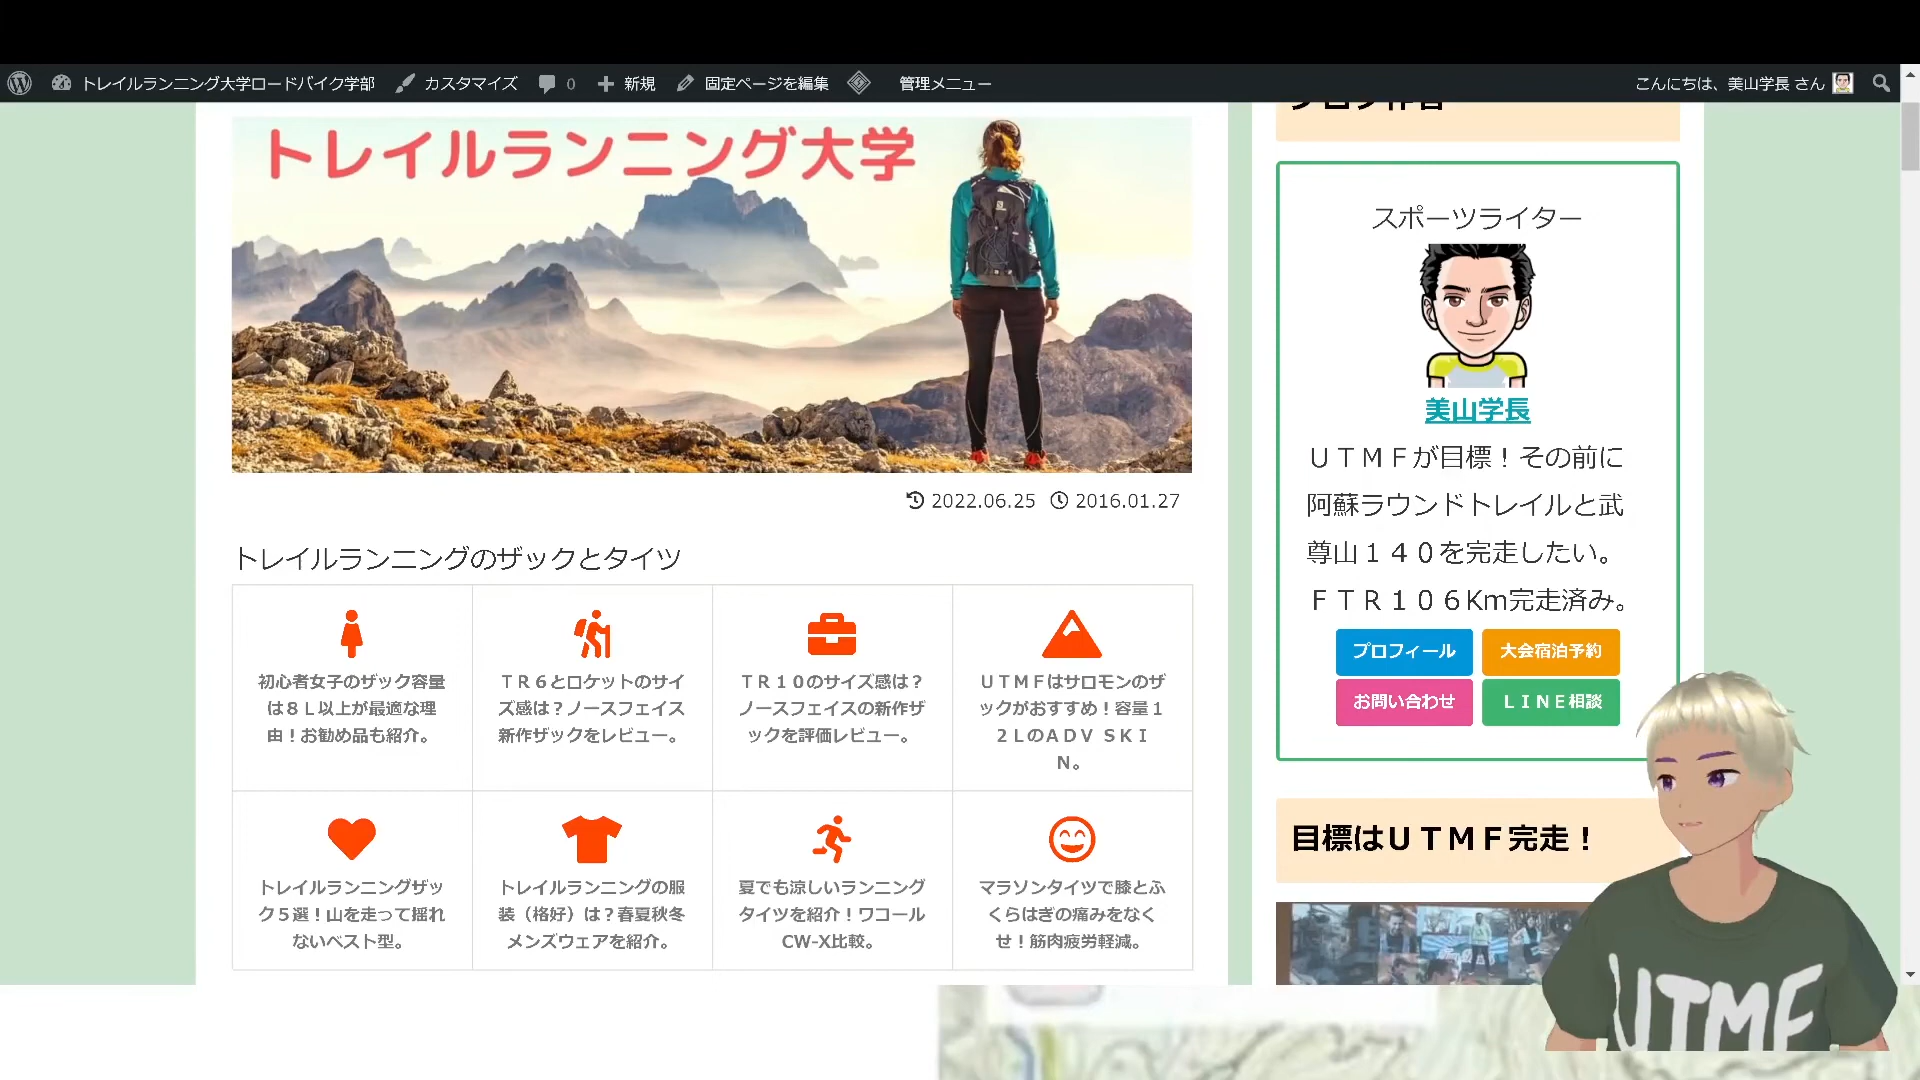 トレイルランニング大学ロードバイク学部 カスタマイズ 0 新規 固定ページを編集 管理メニュー こんにちは、美山学長 さん
トレイルランニング大学
2022.06.25 2016.01.27
トレイルランニングのザックとタイツ
初心者女子のザック容量
は８Ｌ以上が最適な理
由！お勧め品も紹介。
ＴＲ６とロケットのサイ
ズ感は？ノースフェイス
新作ザックをレビュー。
ＴＲ１０のサイズ感は？
ノースフェイスの新作ザ
ックを評価レビュー。
ＵＴＭＦはサロモンのザ
ックがおすすめ！容量１
２ＬのＡＤＶ ＳＫＩ
Ｎ。
トレイルランニングザッ
ク５選！山を走って揺れ
ないベスト型。
トレイルランニングの服
装（格好）は？春夏秋冬
メンズウェアを紹介。
夏でも涼しいランニング
タイツを紹介！ワコール
CW-X比較。
マラソンタイツで膝とふ
くらはぎの痛みをなく
せ！筋肉疲労軽減。
スポーツライター
美山学長
ＵＴＭＦが目標！その前に
阿蘇ラウンドトレイルと武
尊山１４０を完走したい。
ＦＴＲ１０６Km完走済み。
プロフィール 大会宿泊予約
お問い合わせ ＬＩＮＥ相談
目標はＵＴＭＦ完走！
UTMF